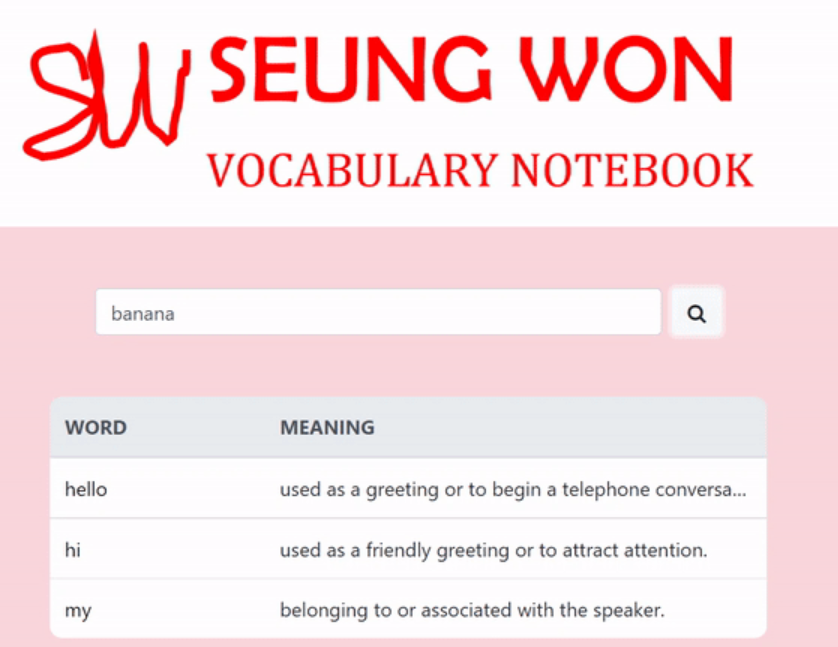 SW SEUNG WON
VOCABULARY NOTEBOOK
banana
WORD MEANING
hello used as a greeting or to begin a telephone conversa...
hi used as a friendly greeting or to attract attention.
my belonging to or associated with the speaker.